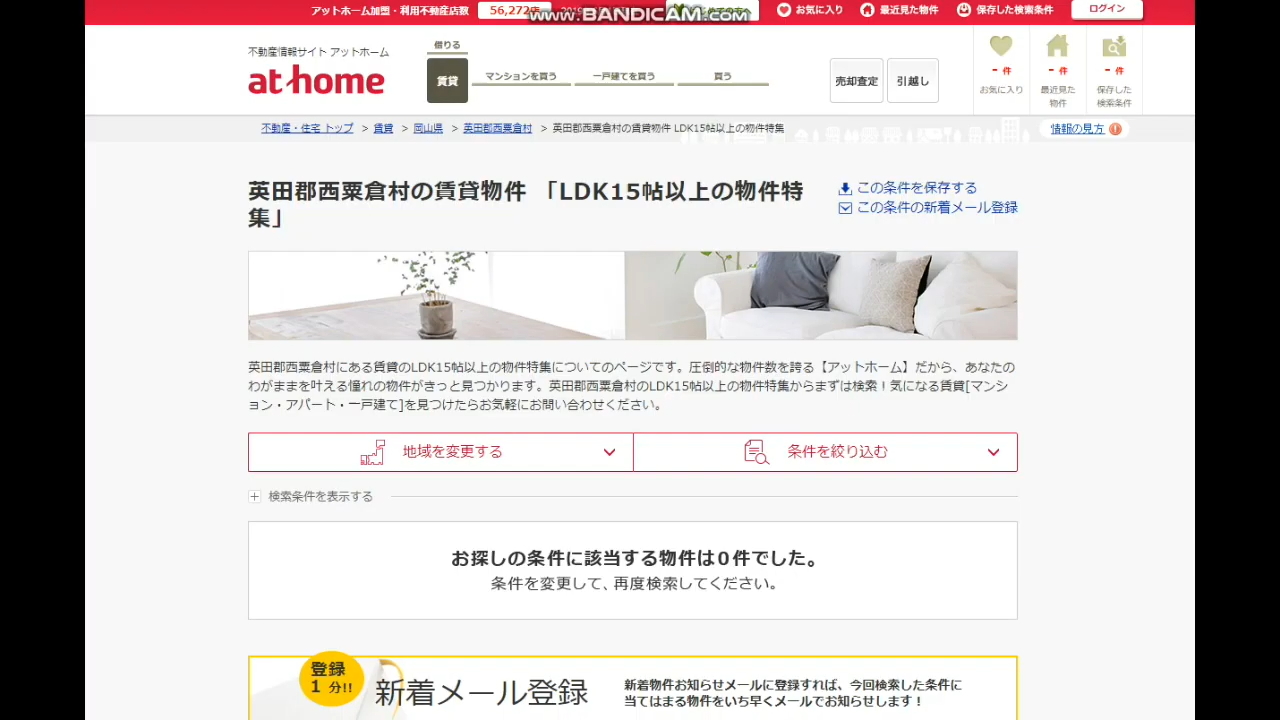 アットホーム加盟・利用不動産店数 56,272店
www.BANDICAM.com
お気に入り
最近見た物件
保存した検索条件
ログイン
不動産情報サイト アットホーム
at home
借りる
賃貸
マンションを買う
一戸建てを買う
買う
売却査定
引越し
- 件
お気に入り
- 件
最近見た
物件
- 件
保存した
検索条件
不動産・住宅 トップ > 賃貸 > 岡山県 > 英田郡西粟倉村 > 英田郡西粟倉村の賃貸物件 LDK15帖以上の物件特集
情報の見方
英田郡西粟倉村の賃貸物件 「LDK15帖以上の物件特
集」
この条件を保存する
この条件の新着メール登録
英田郡西粟倉村にある賃貸のLDK15帖以上の物件特集についてのページです。圧倒的な物件数を誇る【アットホーム】だから、あなたの
わがままを叶える憧れの物件がきっと見つかります。英田郡西粟倉村のLDK15帖以上の物件特集からまずは検索！気になる賃貸[マンシ
ョン・アパート・一戸建て]を見つけたらお気軽にお問い合わせください。
地域を変更する
条件を絞り込む
検索条件を表示する
お探しの条件に該当する物件は０件でした。
条件を変更して、再度検索してください。
登録
1 分!!
新着メール登録
新着物件お知らせメールに登録すれば、今回検索した条件に
当てはまる物件をいち早くメールでお知らせします！